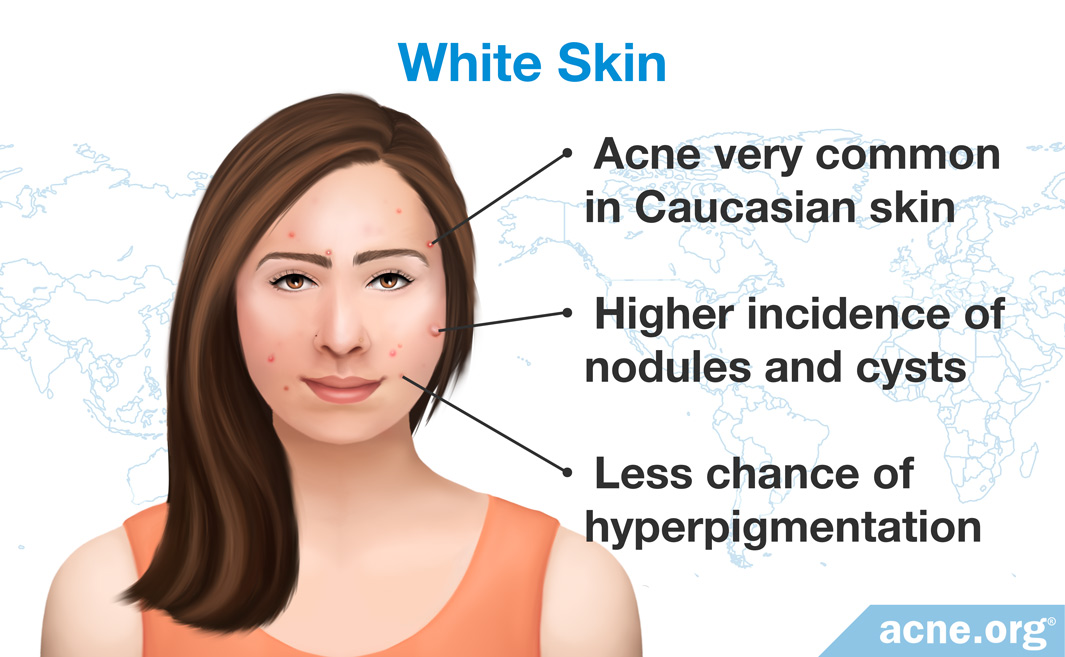 White Skin
Acne very common
in Caucasian skin
Higher incidence of
nodules and cysts
Less chance of
hyperpigmentation
acne.org®